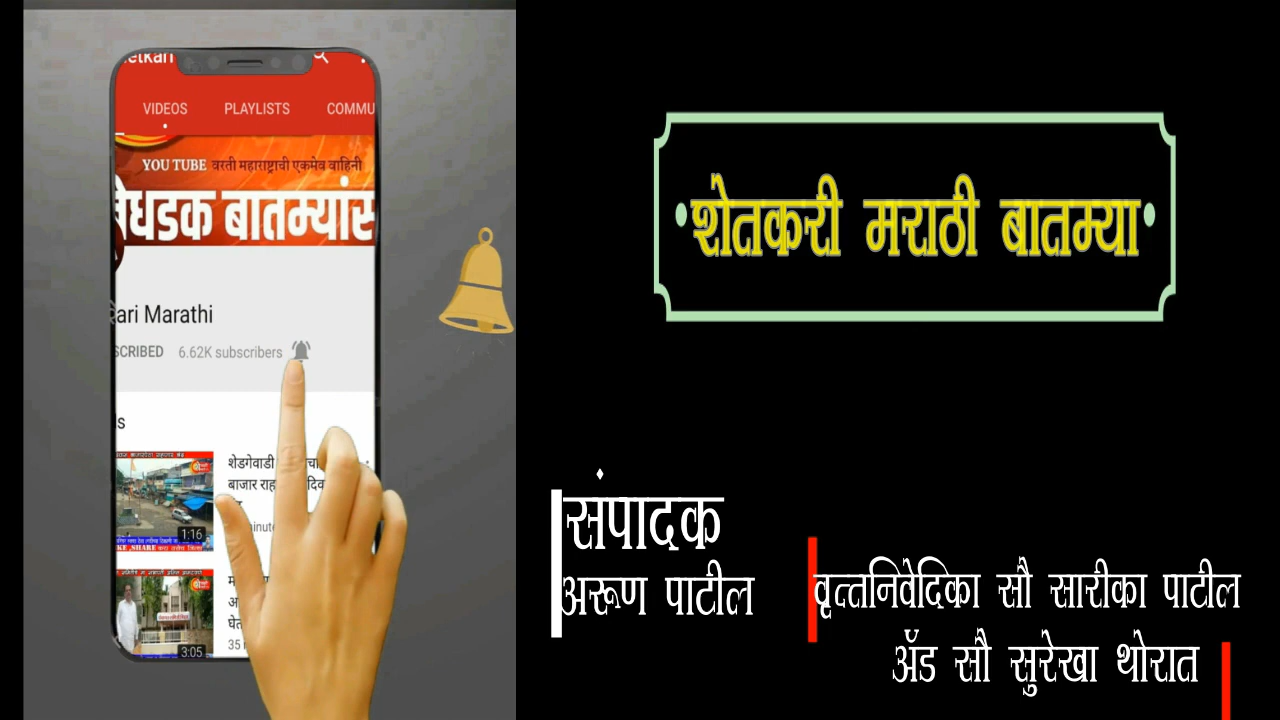 VIDEOS PLAYLISTS COMMU
YOU TUBE वरती महाराष्ट्राची एकमेव वाहिनी
बेधडक बातम्यांस
ari Marathi
SCRIBED 6.62K subscribers
शेडगेवाडी
बाजार राह
1:16
3:05
शेतकरी मराठी बातम्या
संपादक
अरूण पाटील
वृत्तनिवेदिका सौ सारीका पाटील
ॲड सौ सुरेखा थोरात